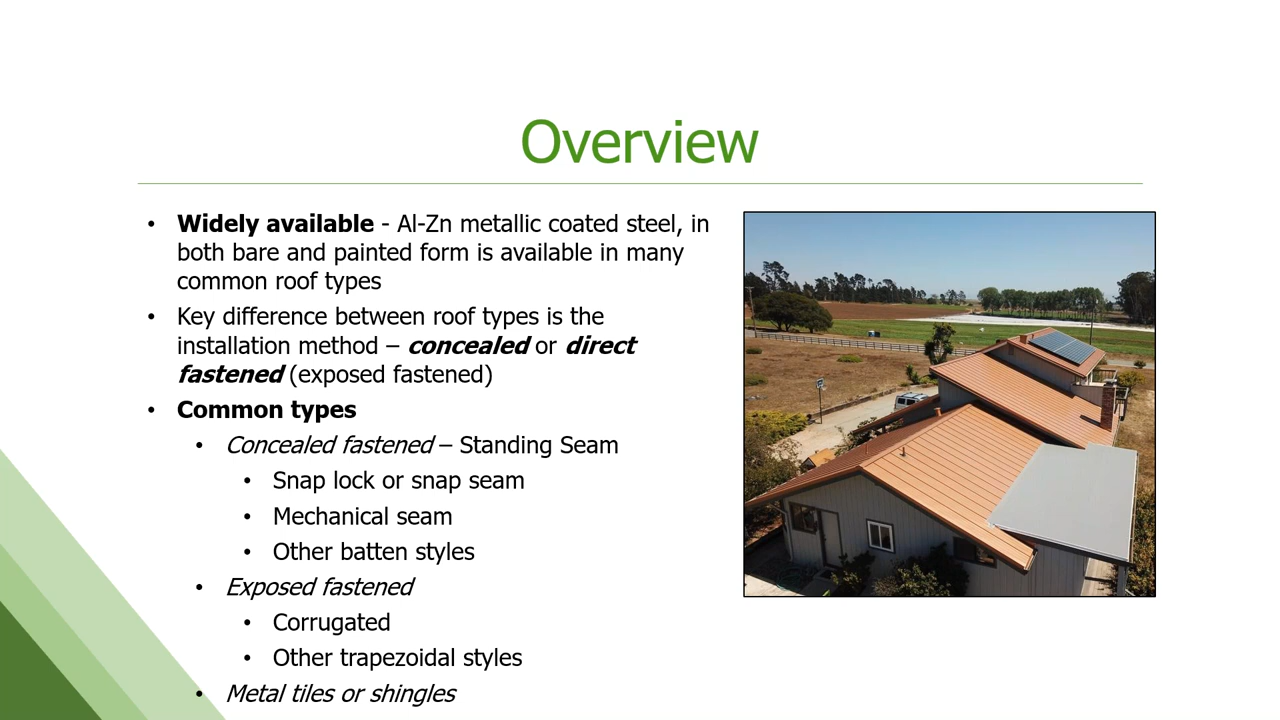 Overview
• Widely available - Al-Zn metallic coated steel, in
both bare and painted form is available in many
common roof types
• Key difference between roof types is the
installation method – concealed or direct
fastened (exposed fastened)
• Common types
• Concealed fastened – Standing Seam
• Snap lock or snap seam
• Mechanical seam
• Other batten styles
• Exposed fastened
• Corrugated
• Other trapezoidal styles
• Metal tiles or shingles